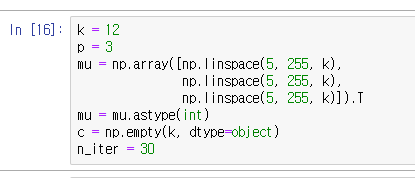 In [16]: k = 12
p = 3
mu = np.array([np.linspace(5, 255, k),
np.linspace(5, 255, k),
np.linspace(5, 255, k)]).T
mu = mu.astype(int)
c = np.empty(k, dtype=object)
n_iter = 30